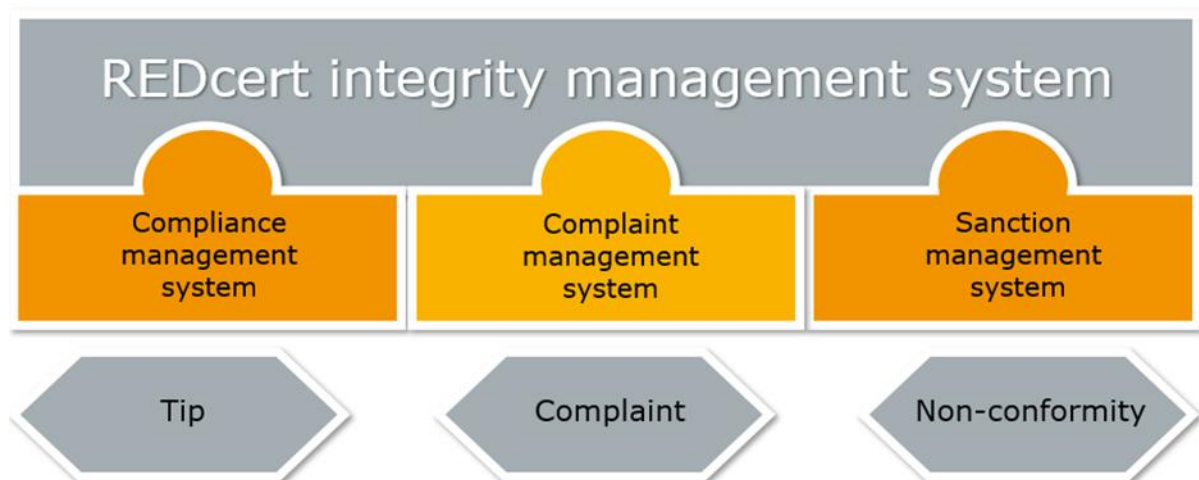 REDcert integrity management system
Compliance
management
system
Complaint
management
system
Sanction
management
system
Tip
Complaint
Non-conformity